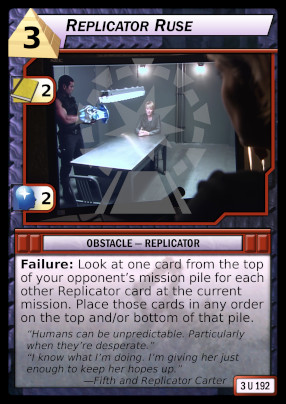 3
REPLICATOR RUSE
2
2
OBSTACLE – REPLICATOR
Failure: Look at one card from the top
of your opponent's mission pile for each
other Replicator card at the current
mission. Place those cards in any order
on the top and/or bottom of that pile.
"Humans can be unpredictable. Particularly
when they're desperate."
"I know what I'm doing. I'm giving her just
enough to keep her hopes up."
—Fifth and Replicator Carter
3 U 192